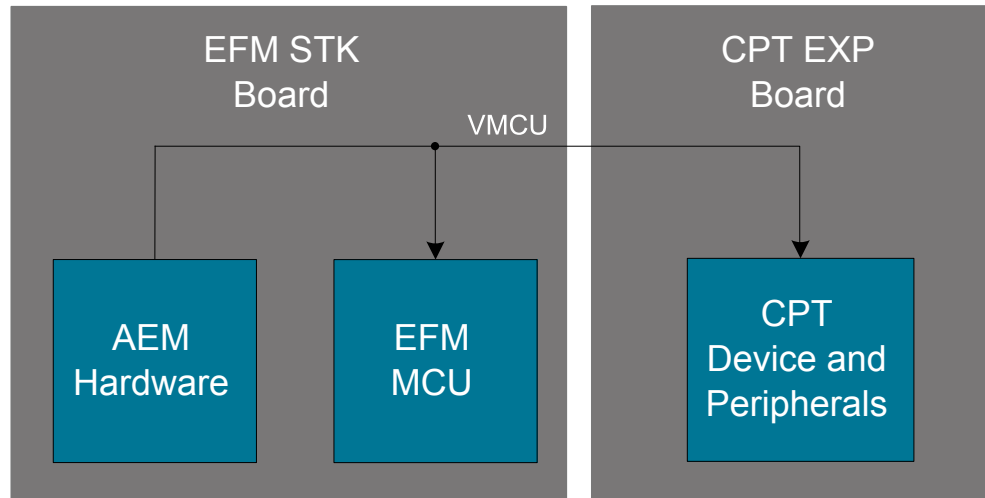 EFM STK
Board
CPT EXP
Board
VMCU
AEM
Hardware
EFM
MCU
CPT
Device and
Peripherals